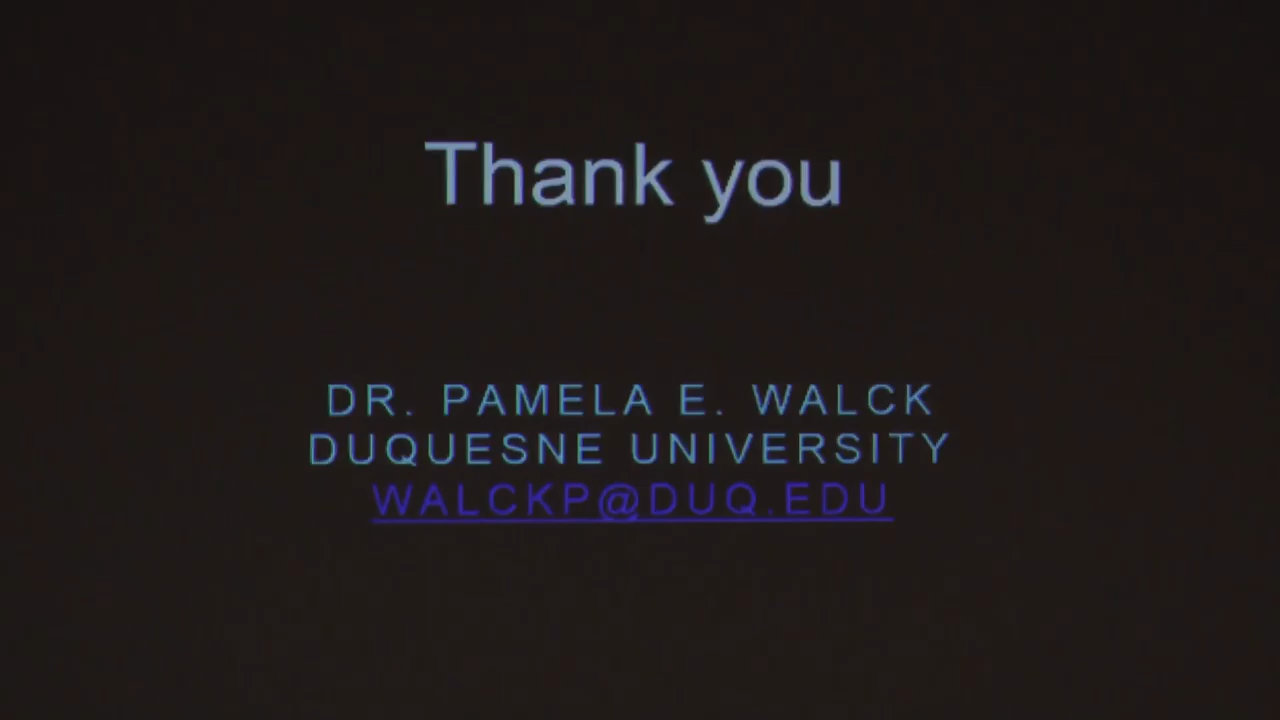 Thank you
DR. PAMELA E. WALCK
DUQUESNE UNIVERSITY
WALCKP@DUQ.EDU